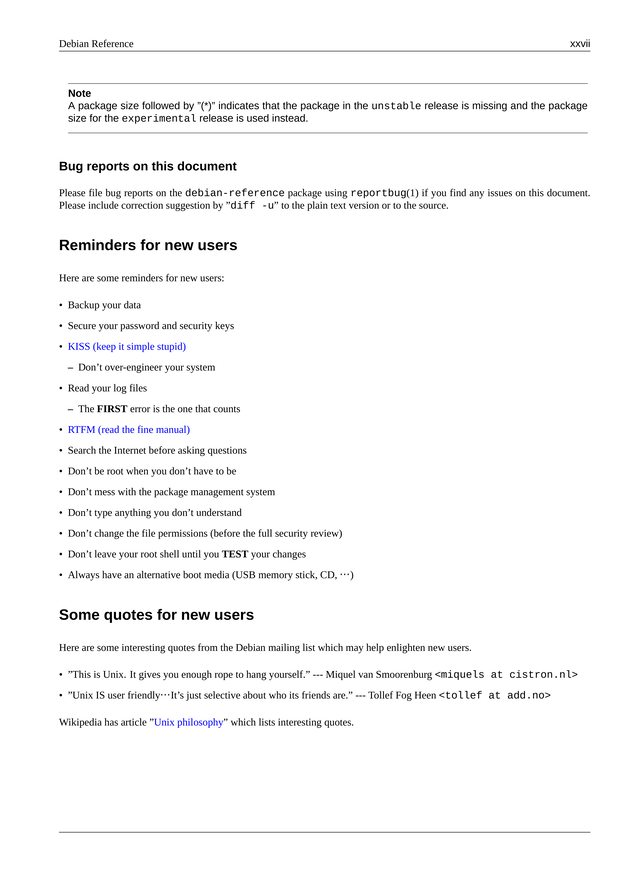 Debian Reference xxvii
Note
A package size followed by ”(*)” indicates that the package in the unstable release is missing and the package
size for the experimental release is used instead.
Bug reports on this document
Please file bug reports on the debian-reference package using reportbug(1) if you find any issues on this document.
Please include correction suggestion by ”diff -u” to the plain text version or to the source.
Reminders for new users
Here are some reminders for new users:
• Backup your data
• Secure your password and security keys
• KISS (keep it simple stupid)
– Don’t over-engineer your system
• Read your log files
– The FIRST error is the one that counts
• RTFM (read the fine manual)
• Search the Internet before asking questions
• Don’t be root when you don’t have to be
• Don’t mess with the package management system
• Don’t type anything you don’t understand
• Don’t change the file permissions (before the full security review)
• Don’t leave your root shell until you TEST your changes
• Always have an alternative boot media (USB memory stick, CD, ⋯)
Some quotes for new users
Here are some interesting quotes from the Debian mailing list which may help enlighten new users.
• ”This is Unix. It gives you enough rope to hang yourself.” --- Miquel van Smoorenburg <miquels at cistron.nl>
• ”Unix IS user friendly⋯It’s just selective about who its friends are.” --- Tollef Fog Heen <tollef at add.no>
Wikipedia has article ”Unix philosophy” which lists interesting quotes.